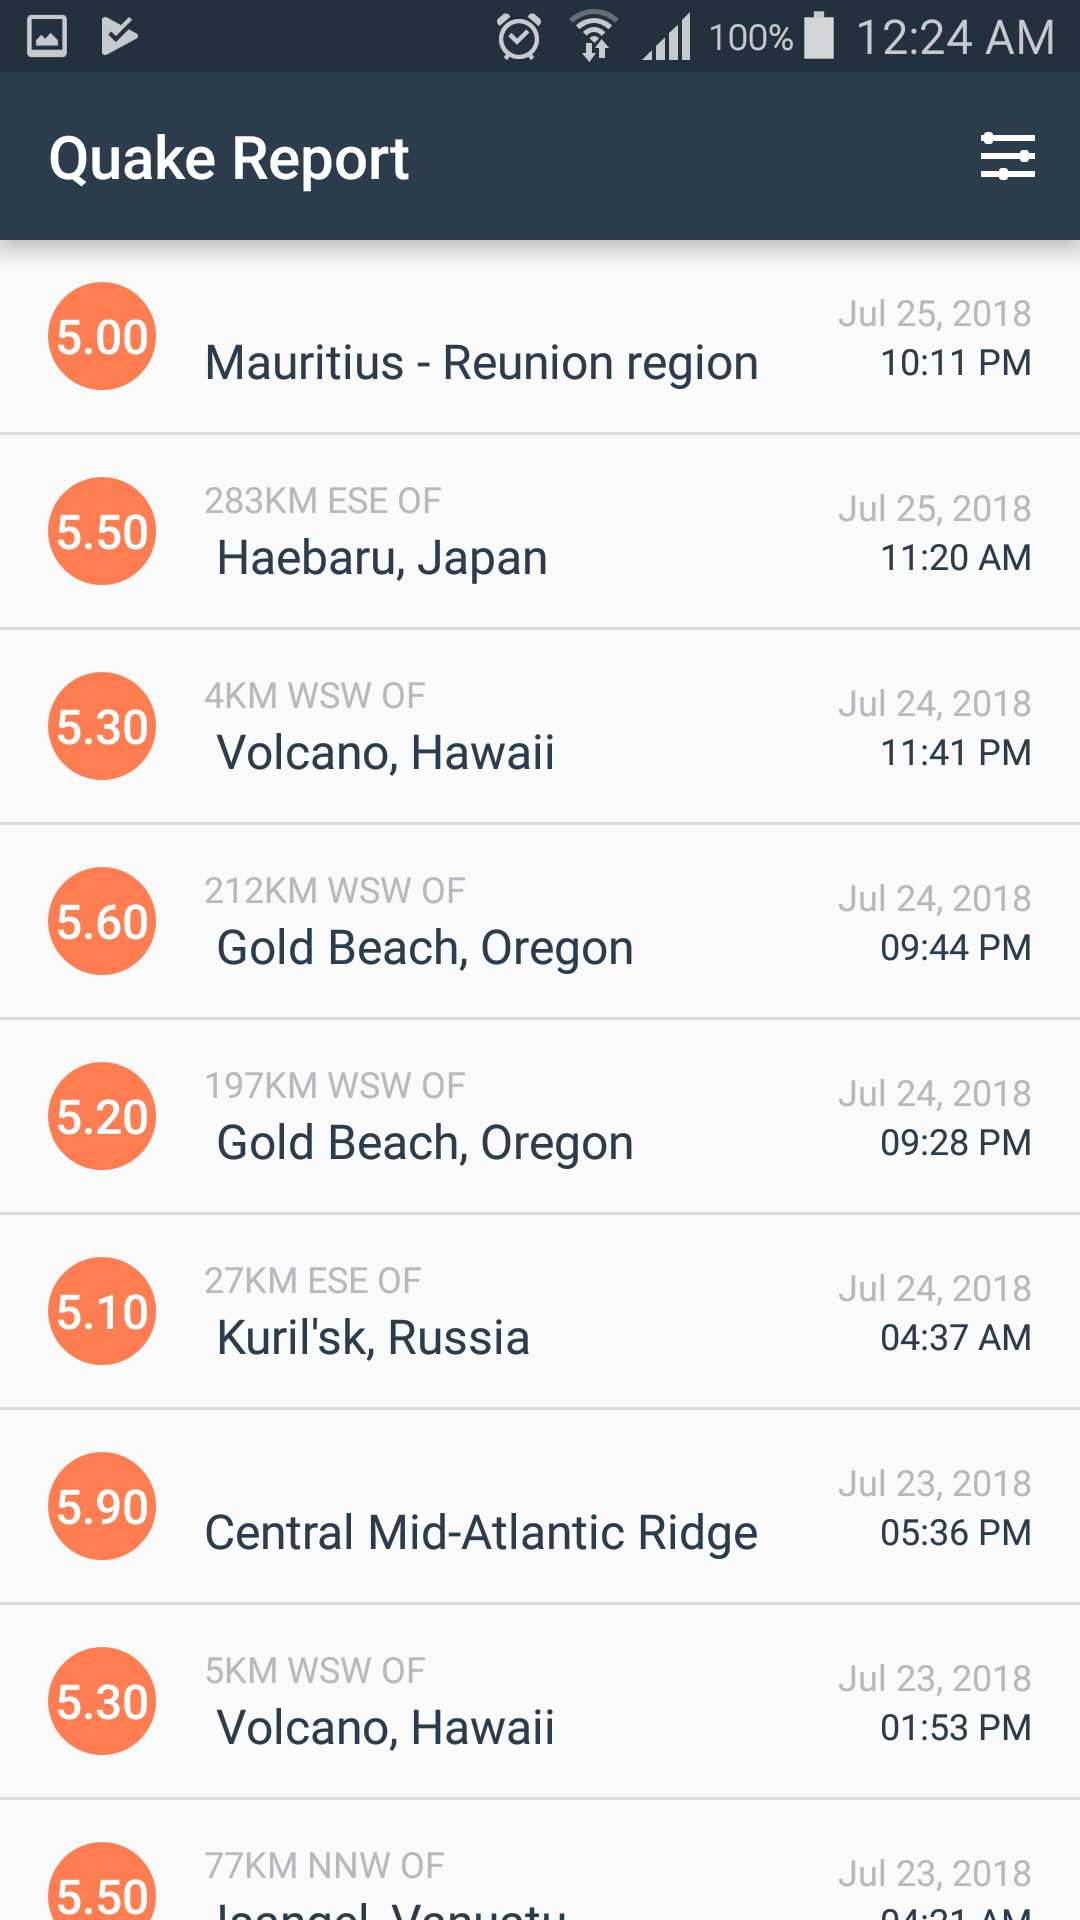 100% 12:24 AM
Quake Report
5.00 Mauritius - Reunion region Jul 25, 2018
10:11 PM
5.50 283KM ESE OF Jul 25, 2018
Haebaru, Japan 11:20 AM
5.30 4KM WSW OF Jul 24, 2018
Volcano, Hawaii 11:41 PM
5.60 212KM WSW OF Jul 24, 2018
Gold Beach, Oregon 09:44 PM
5.20 197KM WSW OF Jul 24, 2018
Gold Beach, Oregon 09:28 PM
5.10 27KM ESE OF Jul 24, 2018
Kuril'sk, Russia 04:37 AM
5.90 Central Mid-Atlantic Ridge Jul 23, 2018
05:36 PM
5.30 5KM WSW OF Jul 23, 2018
Volcano, Hawaii 01:53 PM
5.50 77KM NNW OF Jul 23, 2018
Isangel, Vanuatu 04:21 AM